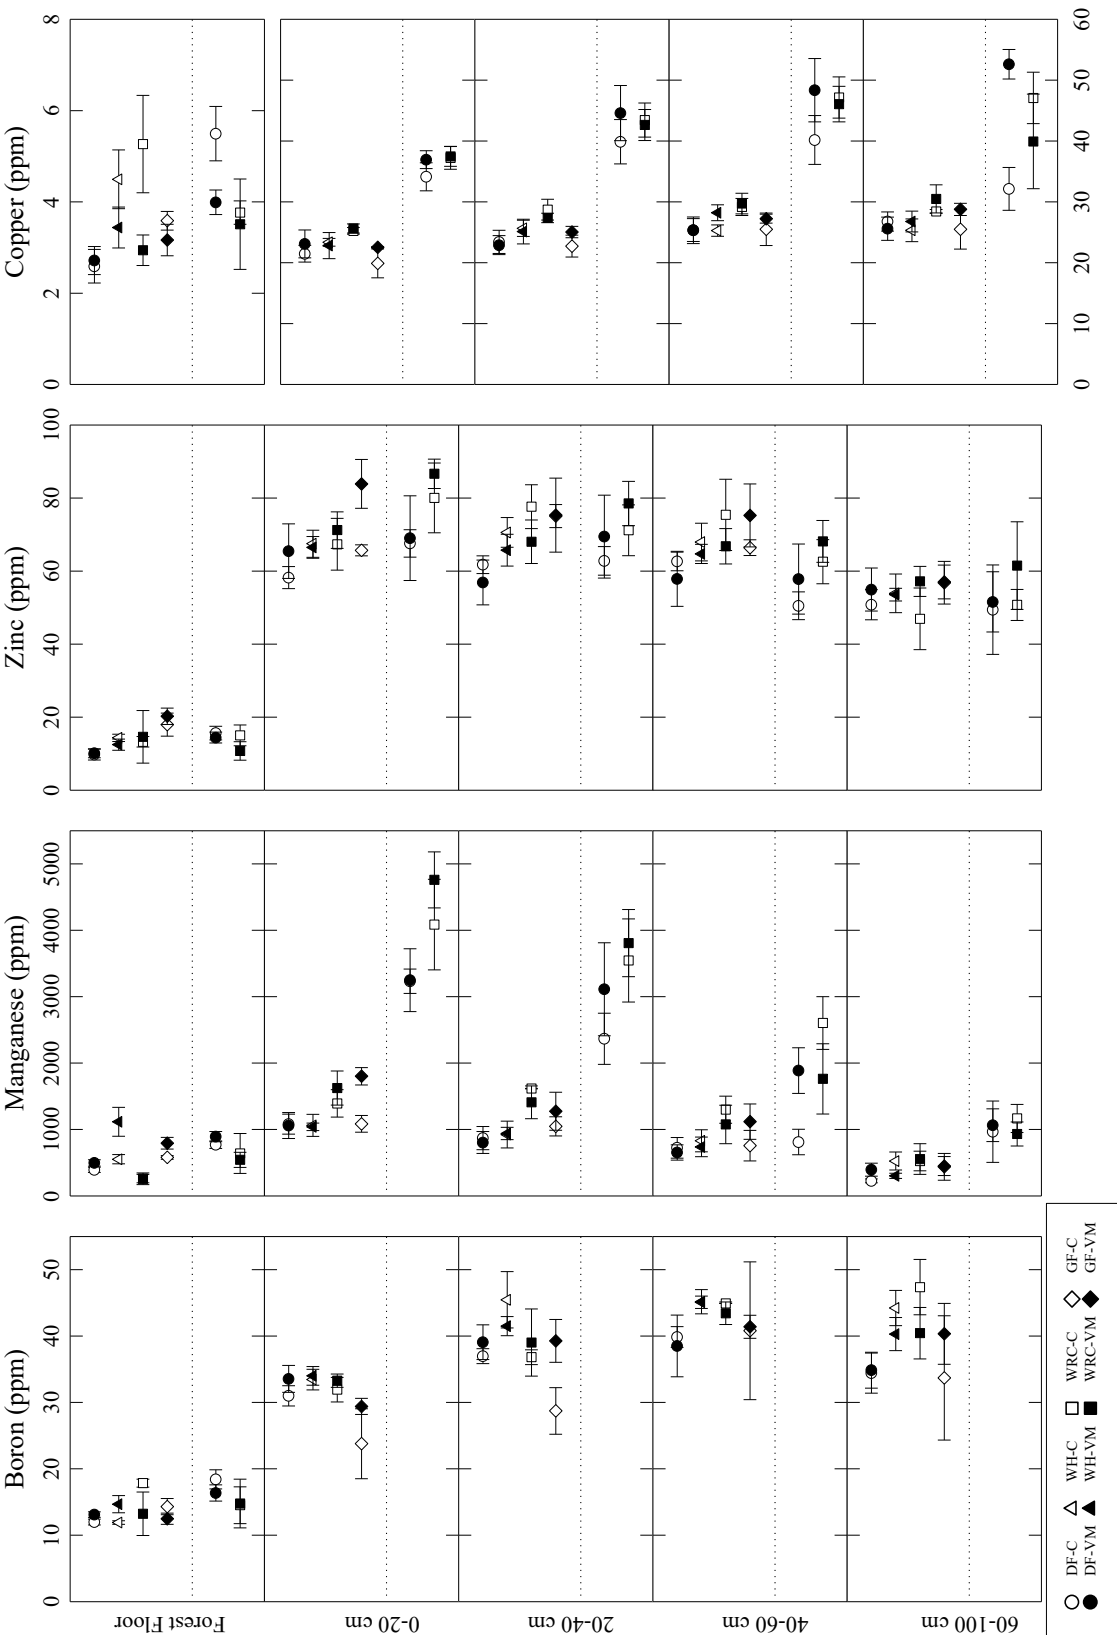 Copper (ppm)
0
2
4
6
8
0
10
20
30
40
50
60
Zinc (ppm)
0
20
40
60
80
100
Manganese (ppm)
0
1000
2000
3000
4000
5000
Boron (ppm)
0
10
20
30
40
50
Forest Floor
0-20 cm
20-40 cm
40-60 cm
60-100 cm
DF-C
WH-C
WRC-C
GF-C
DF-VM
WH-VM
WRC-VM
GF-VM